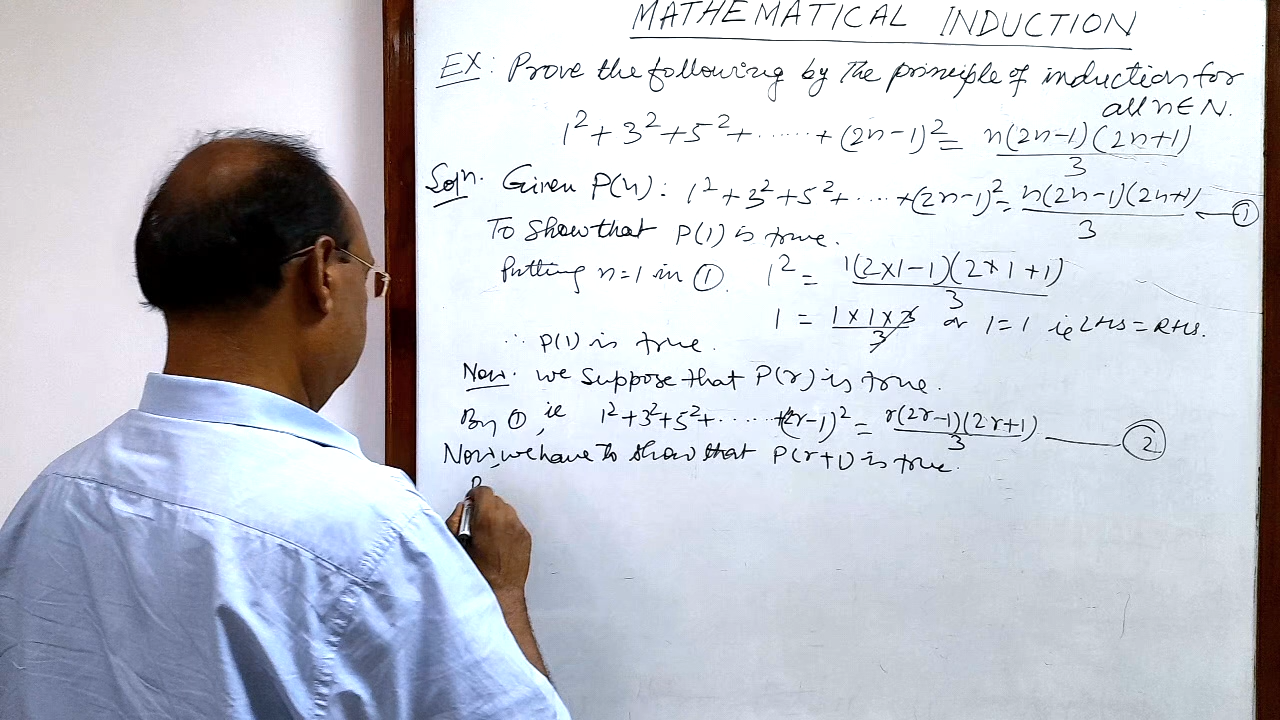 MATHEMATICAL INDUCTION
EX: Prove the following by the principle of induction for
all n∈N.
1²+3²+5²+......+(2n-1)²= n(2n-1)(2n+1)/3
Solⁿ. Given P(n): 1²+3²+5²+....+(2n-1)²= n(2n-1)(2n+1)/3 ①
To show that P(1) is true.
Putting n=1 in ①. 1² = 1(2×1-1)(2×1+1)/3
1 = 1×1×3/3 or 1=1 ie LHS=RHS.
∴ P(1) is true.
Now. we suppose that P(r) is true.
By ①, ie 1²+3²+5²+......+(2r-1)² = r(2r-1)(2r+1)/3 ②
Now, we have to show that P(r+1) is true.
P